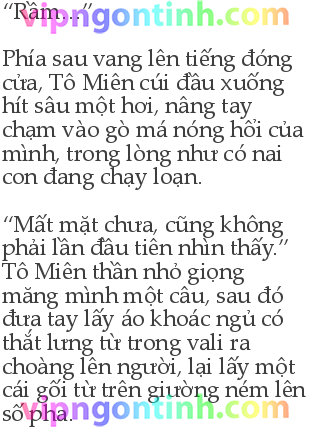 “Rầm…”
vipngontinh.com
Phía sau vang lên tiếng đóng
cửa, Tô Miên cúi đầu xuống
hít sâu một hơi, nâng tay
chạm vào gò má nóng hổi của
mình, trong lòng như có nai
con đang chạy loạn.
“Mất mặt chưa, cũng không
phải lần đầu tiên nhìn thấy.”
Tô Miên thần nhỏ giọng
măng mình một câu, sau đó
đưa tay lấy áo khoác ngủ có
thắt lưng từ trong vali ra
choàng lên người, lại lấy một
cái gối từ trên giường ném lên
sô pha.
vipngontinh.com